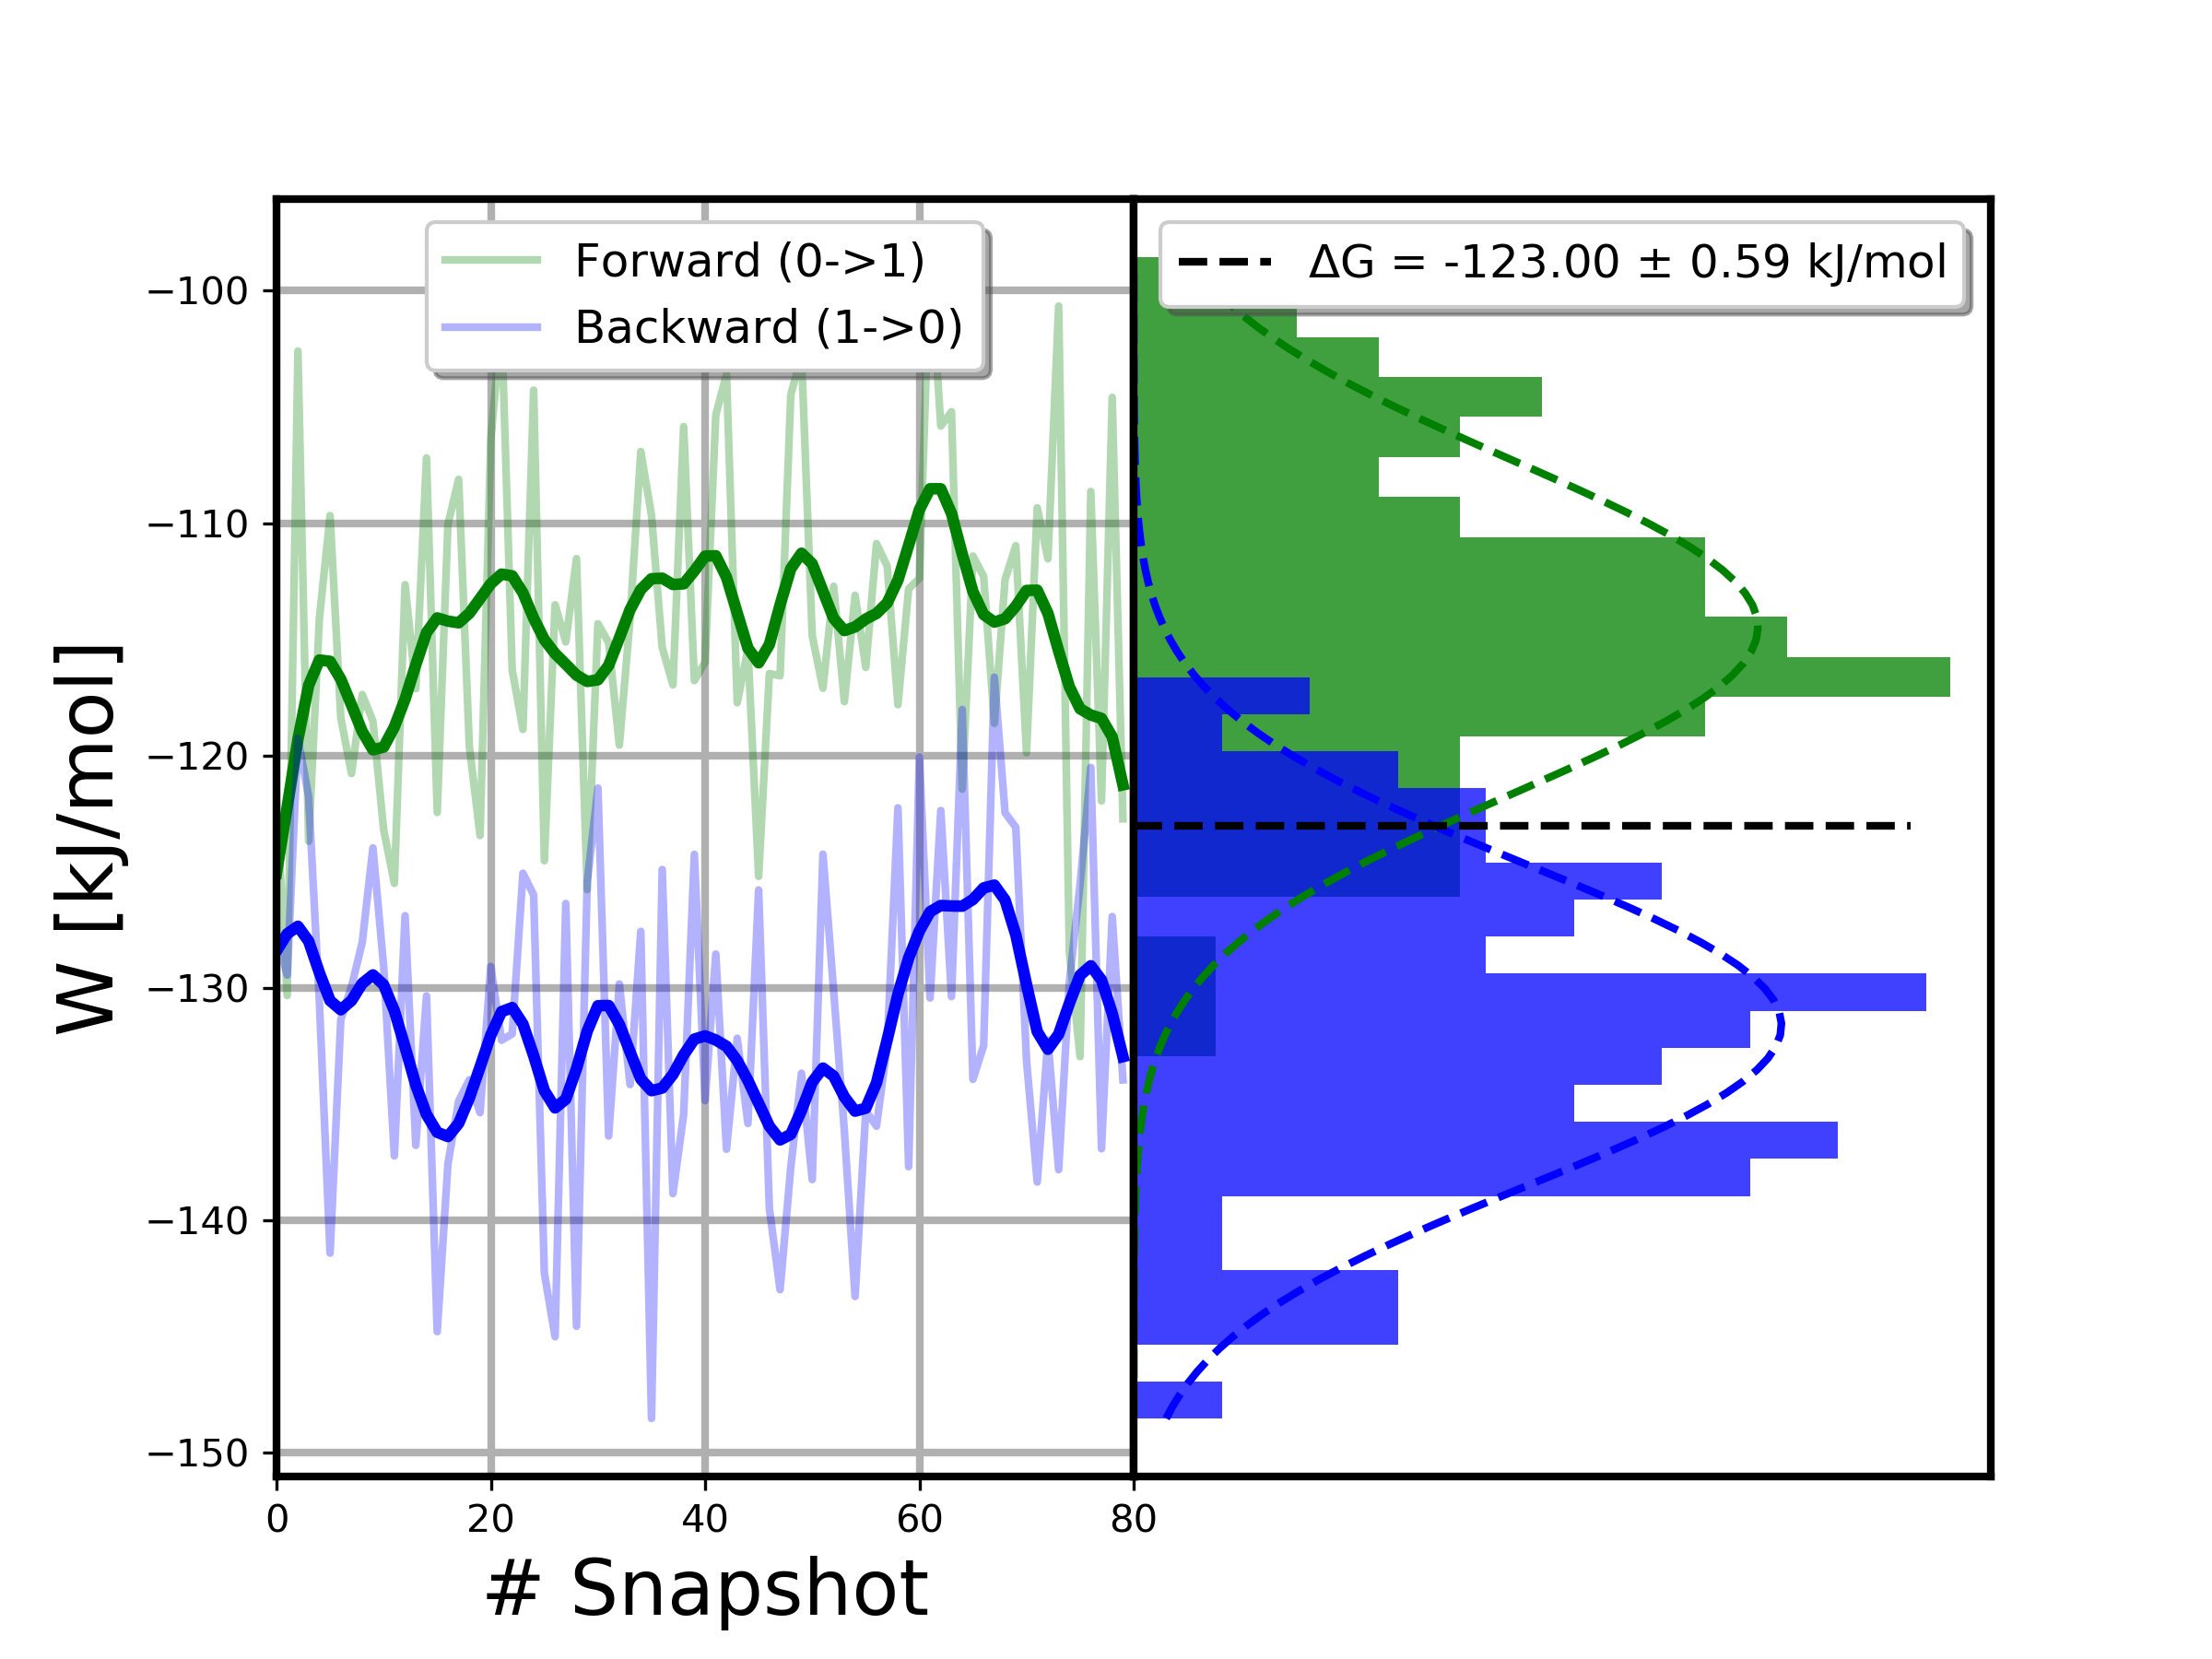 Forward (0->1)
Backward (1->0)
ΔG = -123.00 ± 0.59 kJ/mol
W [kJ/mol]
−100
−110
−120
−130
−140
−150
0 20 40 60 80
# Snapshot